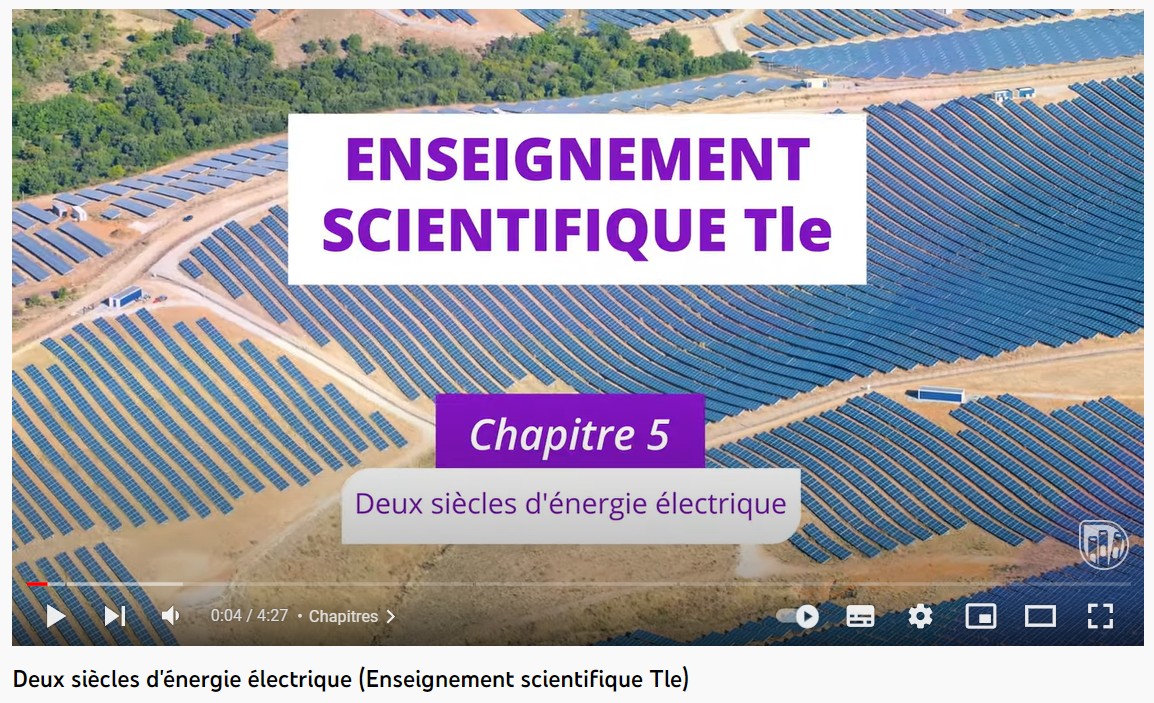 ENSEIGNEMENT
SCIENTIFIQUE Tle
Chapitre 5
Deux siècles d'énergie électrique
0:04 / 4:27 • Chapitres
Deux siècles d'énergie électrique (Enseignement scientifique Tle)